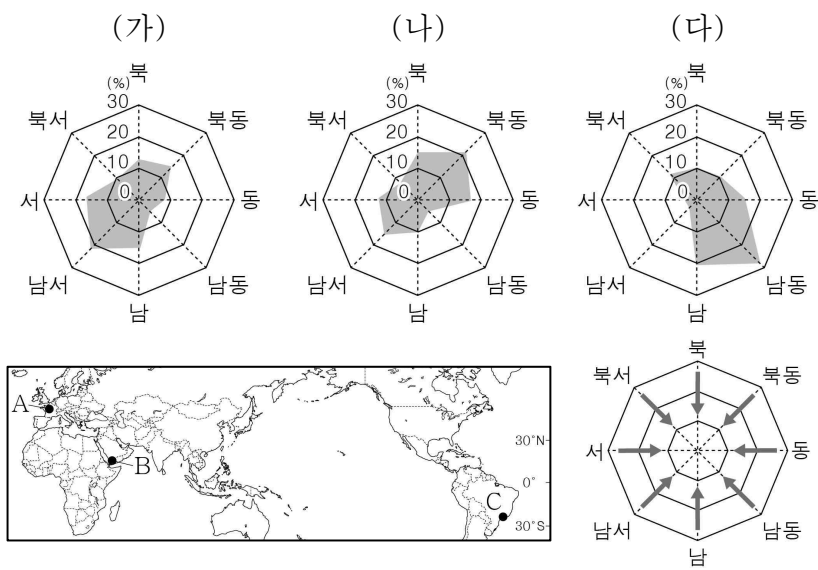 (가)
(나)
(다)
(%) 북
30
20
10
0
북서
북동
서
동
남서
남동
남
(%) 북
30
20
10
0
북서
북동
서
동
남서
남동
남
(%) 북
30
20
10
0
북서
북동
서
동
남서
남동
남
A
B
C
30°N
0°
30°S
북
북서
북동
서
동
남서
남동
남